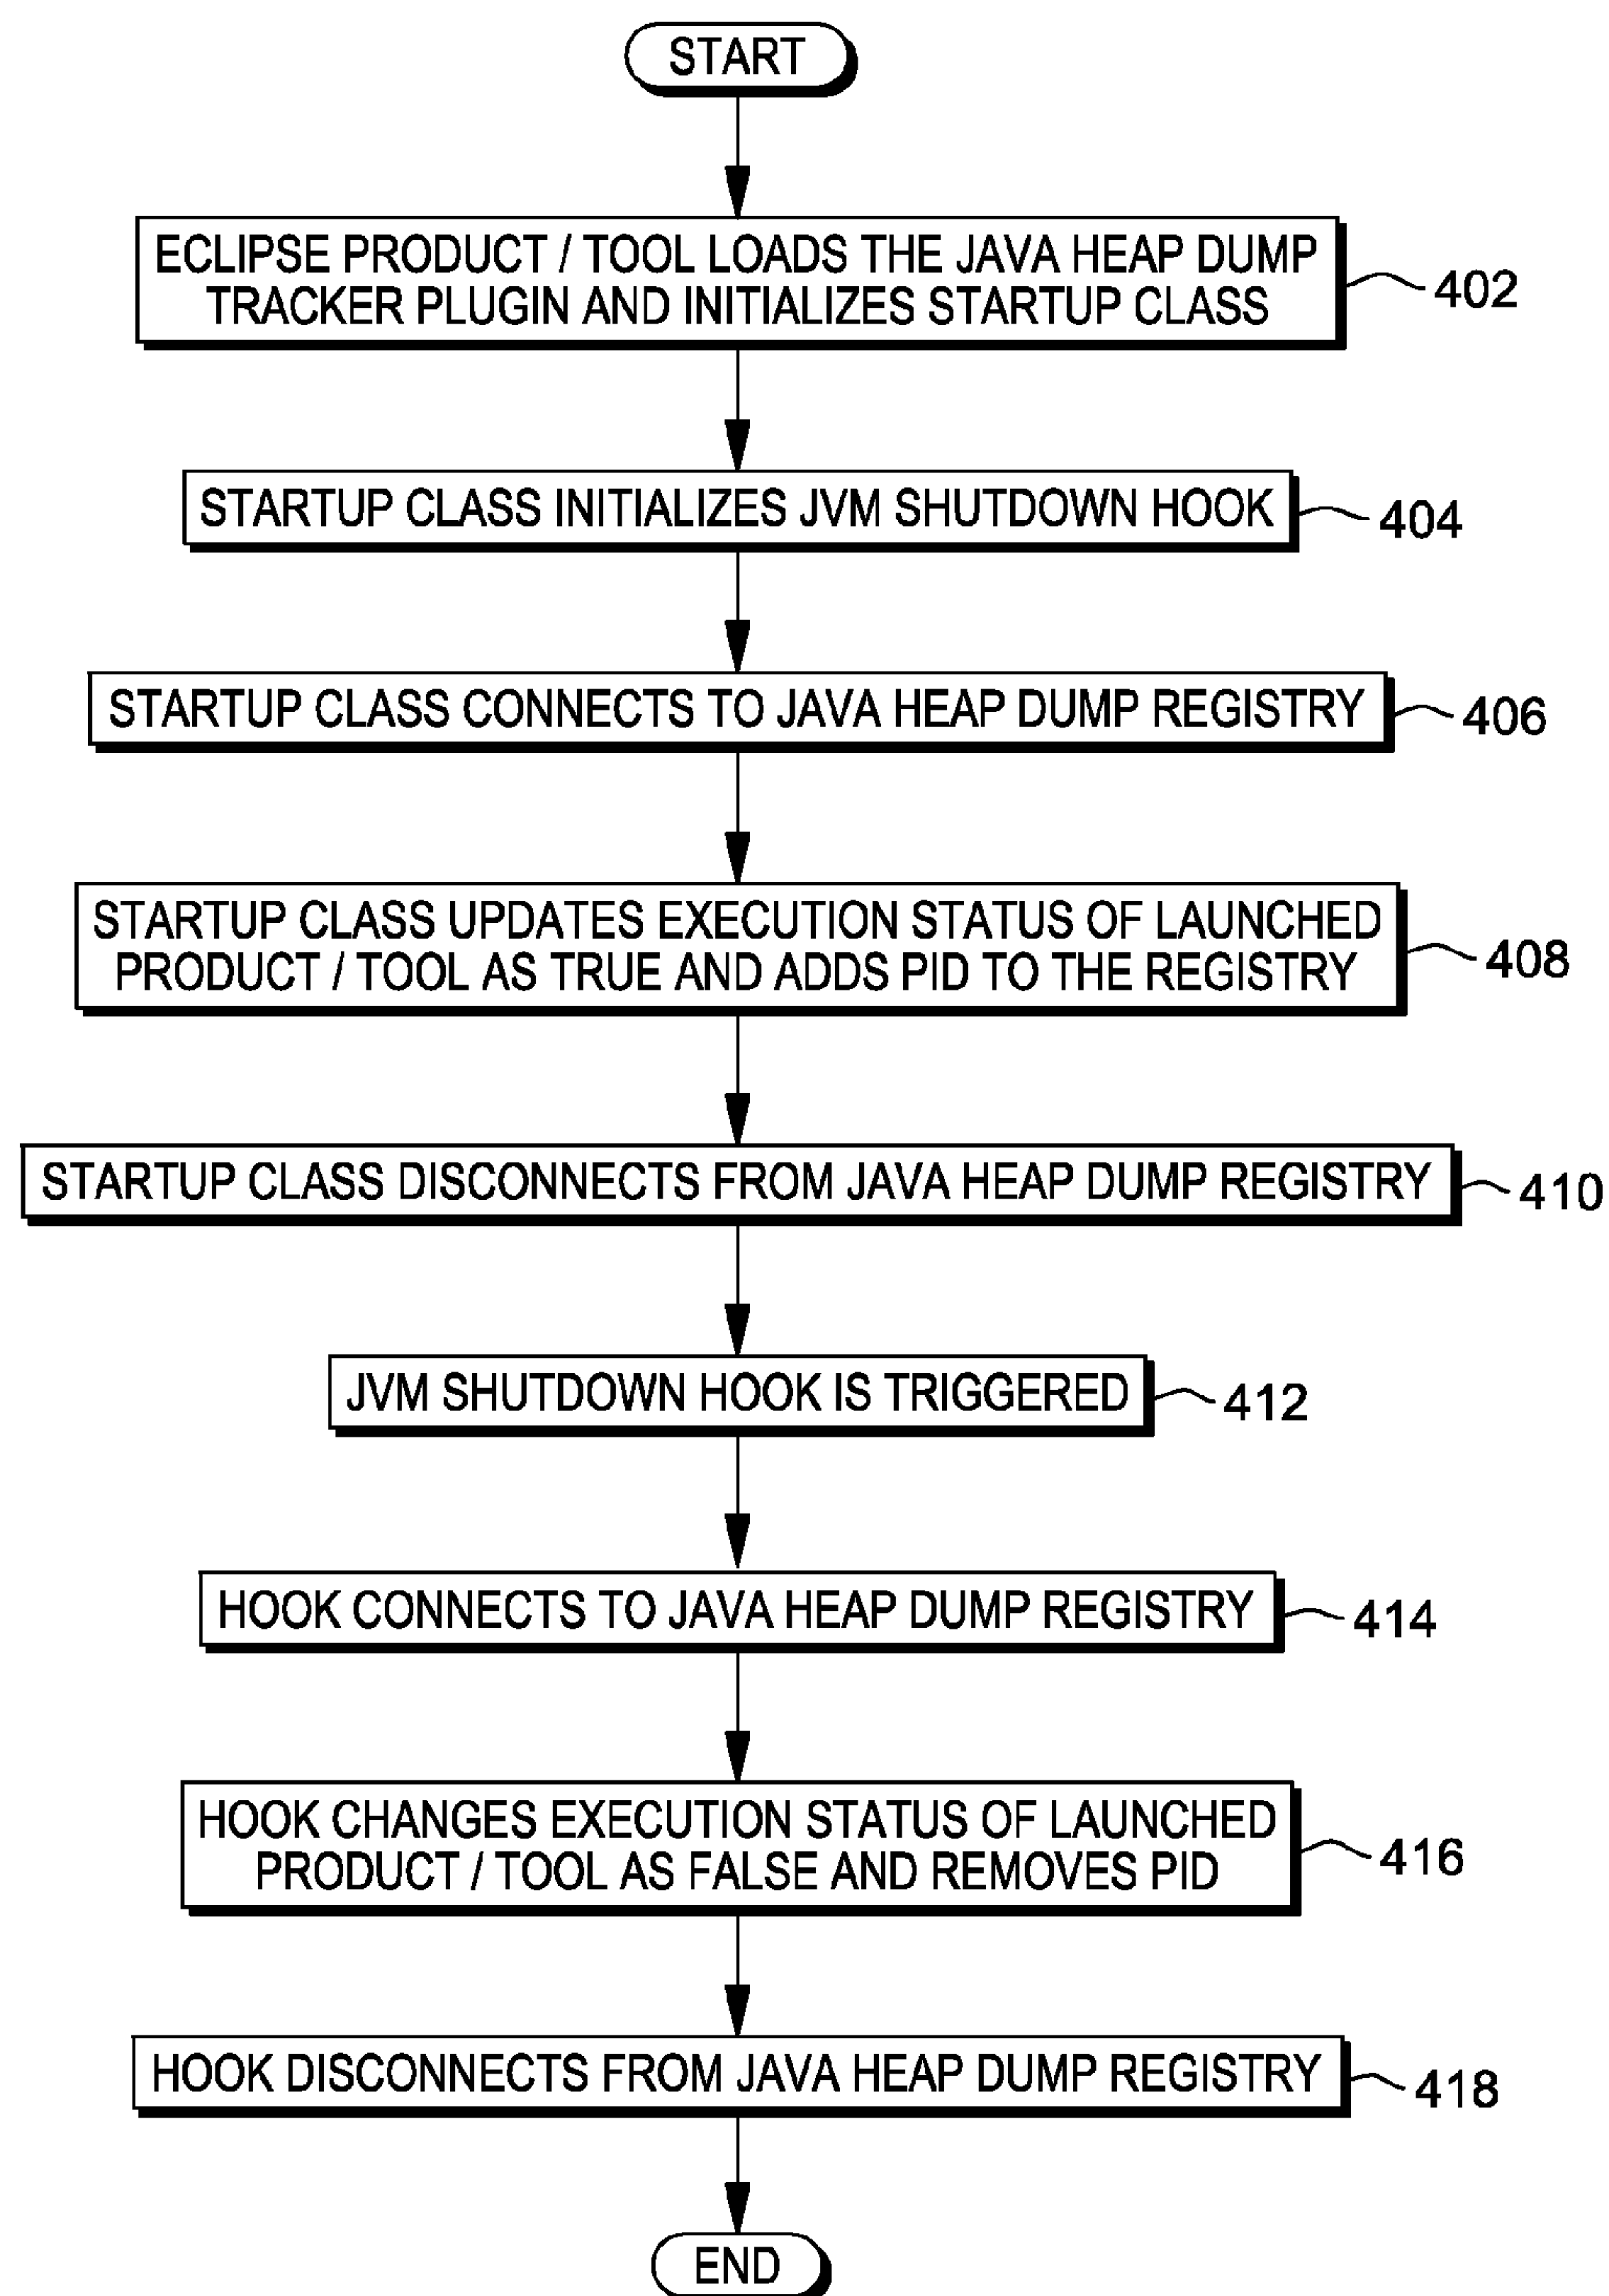 START
ECLIPSE PRODUCT / TOOL LOADS THE JAVA HEAP DUMP
TRACKER PLUGIN AND INITIALIZES STARTUP CLASS
402
STARTUP CLASS INITIALIZES JVM SHUTDOWN HOOK
404
STARTUP CLASS CONNECTS TO JAVA HEAP DUMP REGISTRY
406
STARTUP CLASS UPDATES EXECUTION STATUS OF LAUNCHED
PRODUCT / TOOL AS TRUE AND ADDS PID TO THE REGISTRY
408
STARTUP CLASS DISCONNECTS FROM JAVA HEAP DUMP REGISTRY
410
JVM SHUTDOWN HOOK IS TRIGGERED
412
HOOK CONNECTS TO JAVA HEAP DUMP REGISTRY
414
HOOK CHANGES EXECUTION STATUS OF LAUNCHED
PRODUCT / TOOL AS FALSE AND REMOVES PID
416
HOOK DISCONNECTS FROM JAVA HEAP DUMP REGISTRY
418
END